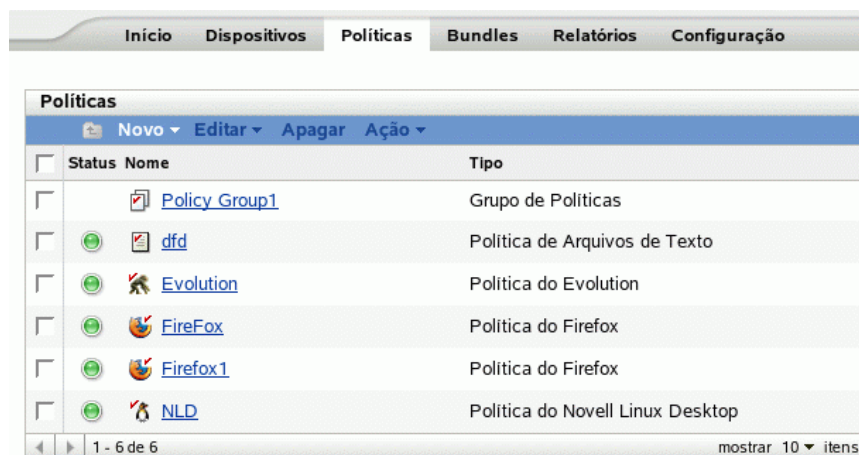 Início Dispositivos Políticas Bundles Relatórios Configuração
Políticas
Novo Editar Apagar Ação
Status Nome Tipo
Policy Group1 Grupo de Políticas
dfd Política de Arquivos de Texto
Evolution Política do Evolution
FireFox Política do Firefox
Firefox1 Política do Firefox
NLD Política do Novell Linux Desktop
1 - 6 de 6 mostrar 10 itens